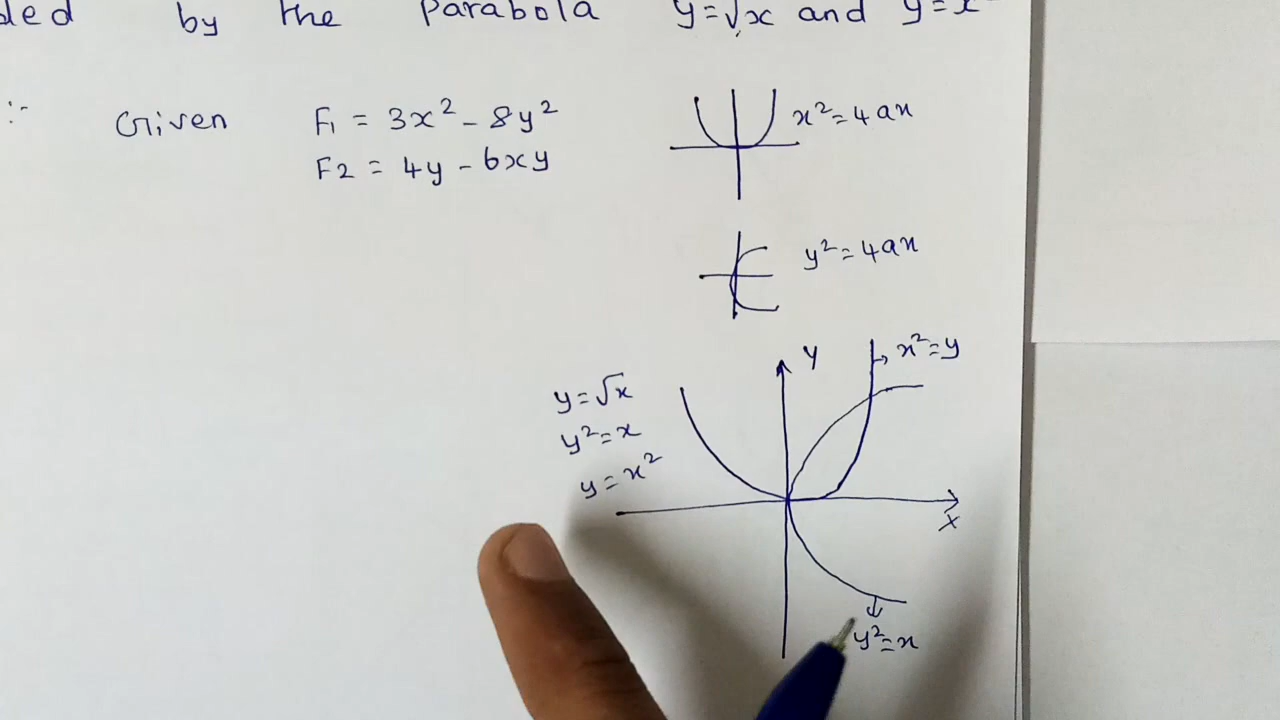 by the parabola y=√x and y=x
Given F₁ = 3x² - 8y²
F2 = 4y - 6xy
x² = 4ax
y² = 4ax
Y
x² = y
y = √x
y² = x
y = x²
X
y² = x